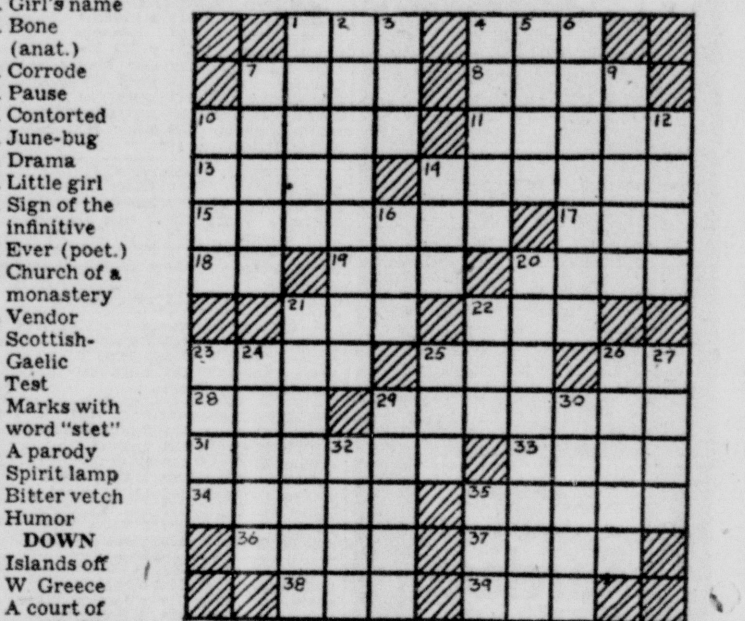 Girl's name
Bone
(anat.)
Corrode
Pause
Contorted
June-bug
Drama
Little girl
Sign of the
infinitive
Ever (poet.)
Church of a
monastery
Vendor
Scottish-
Gaelic
Test
Marks with
word "stet"
A parody
Spirit lamp
Bitter vetch
Humor
DOWN
Islands off
W. Greece
A court of
1 2 3 4 5 6
7 8 9
10 11 12
13 14
15 16 17
18 19 20
21 22
23 24 25 26 27
28 29 30
31 32 33
34 35
36 37
38 39